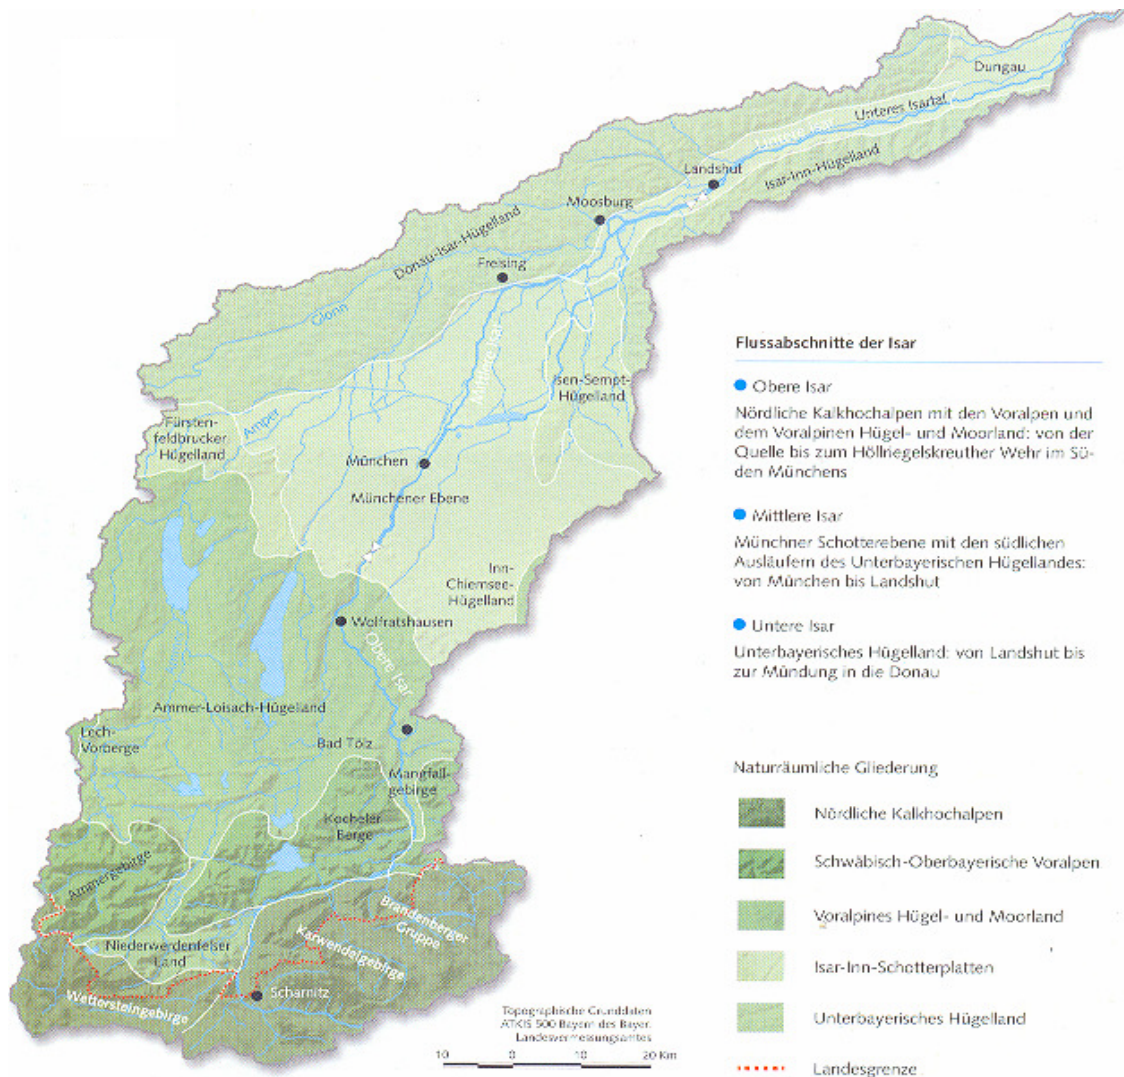 Dungau
Unteres Isartal
Untere Isar
Landshut
Isar-Inn-Hügelland
Moosburg
Donau-Isar-Hügelland
Freising
Glonn
Mittlere Isar
Isen-Sempt-
Hügelland
Fürsten-
feldbrucker
Hügelland
Amper
München
Münchener Ebene
Inn-
Chiemsee-
Hügelland
Wolfratshausen
Obere Isar
Ammer
Ammer-Loisach-Hügelland
Lech-
Vorberge
Bad Tölz
Mangfall-
gebirge
Kocheler
Berge
Ammergebirge
Niederwerdenfelser
Land
Brandenberger
Gruppe
Karwendelgebirge
Wettersteingebirge
Scharnitz
Flussabschnitte der Isar
Obere Isar
Nördliche Kalkhochalpen mit den Voralpen und
dem Voralpinen Hügel- und Moorland: von der
Quelle bis zum Höllriegelskreuther Wehr im Sü-
den Münchens
Mittlere Isar
Münchner Schotterebene mit den südlichen
Ausläufern des Unterbayerischen Hügellandes:
von München bis Landshut
Untere Isar
Unterbayerisches Hügelland: von Landshut bis
zur Mündung in die Donau
Naturräumliche Gliederung
Nördliche Kalkhochalpen
Schwäbisch-Oberbayerische Voralpen
Voralpines Hügel- und Moorland
Isar-Inn-Schotterplatten
Unterbayerisches Hügelland
Landesgrenze
Topographische Grunddaten
ATKIS 500 Bayern des Bayer.
Landesvermessungsamtes
10 0 10 20 Km